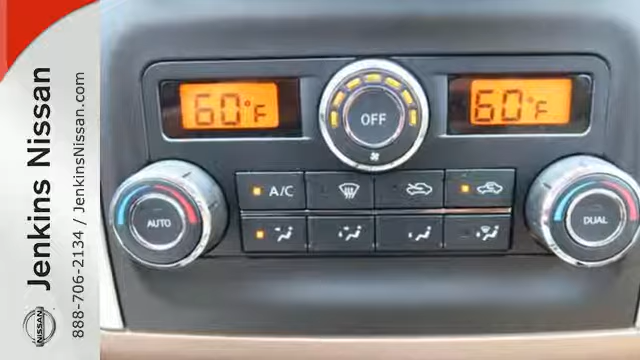 Jenkins Nissan
888-706-2134 / JenkinsNissan.com
NISSAN
60°F
OFF
60°F
AUTO
A/C
DUAL